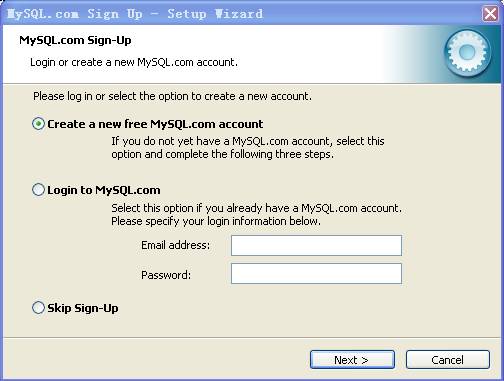 MySQL.com Sign Up - Setup Wizard
MySQL.com Sign-Up
Login or create a new MySQL.com account.
Please log in or select the option to create a new account.
Create a new free MySQL.com account
If you do not yet have a MySQL.com account, select this
option and complete the following three steps.
Login to MySQL.com
Select this option if you already have a MySQL.com account.
Please specify your login information below.
Email address:
Password:
Skip Sign-Up
Next >
Cancel